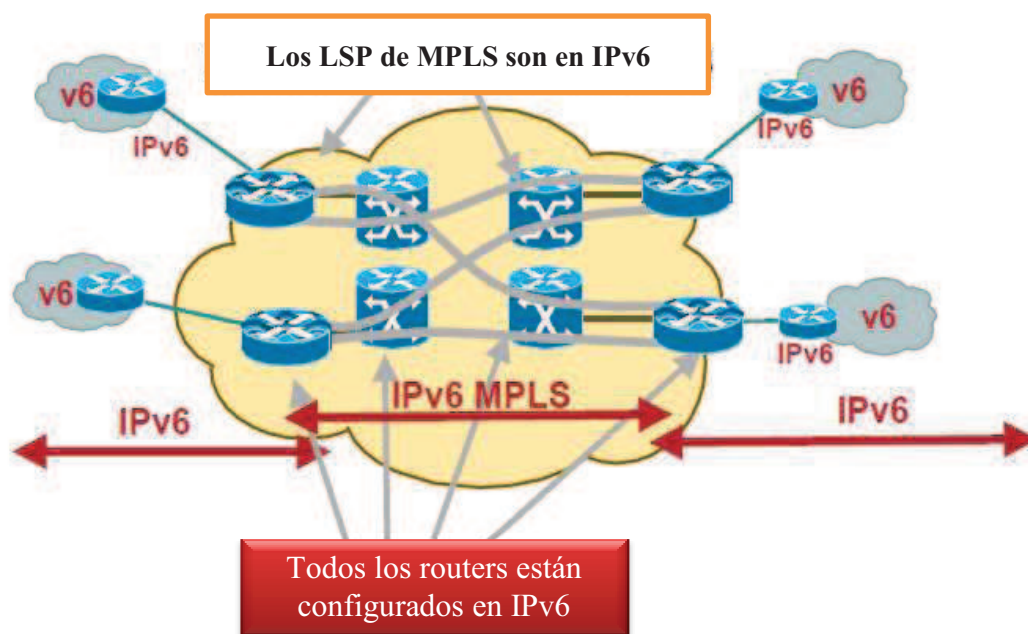 Los LSP de MPLS son en IPv6
v6
IPv6
v6
IPv6
v6
v6
IPv6
IPv6 MPLS
IPv6
IPv6
Todos los routers están
configurados en IPv6